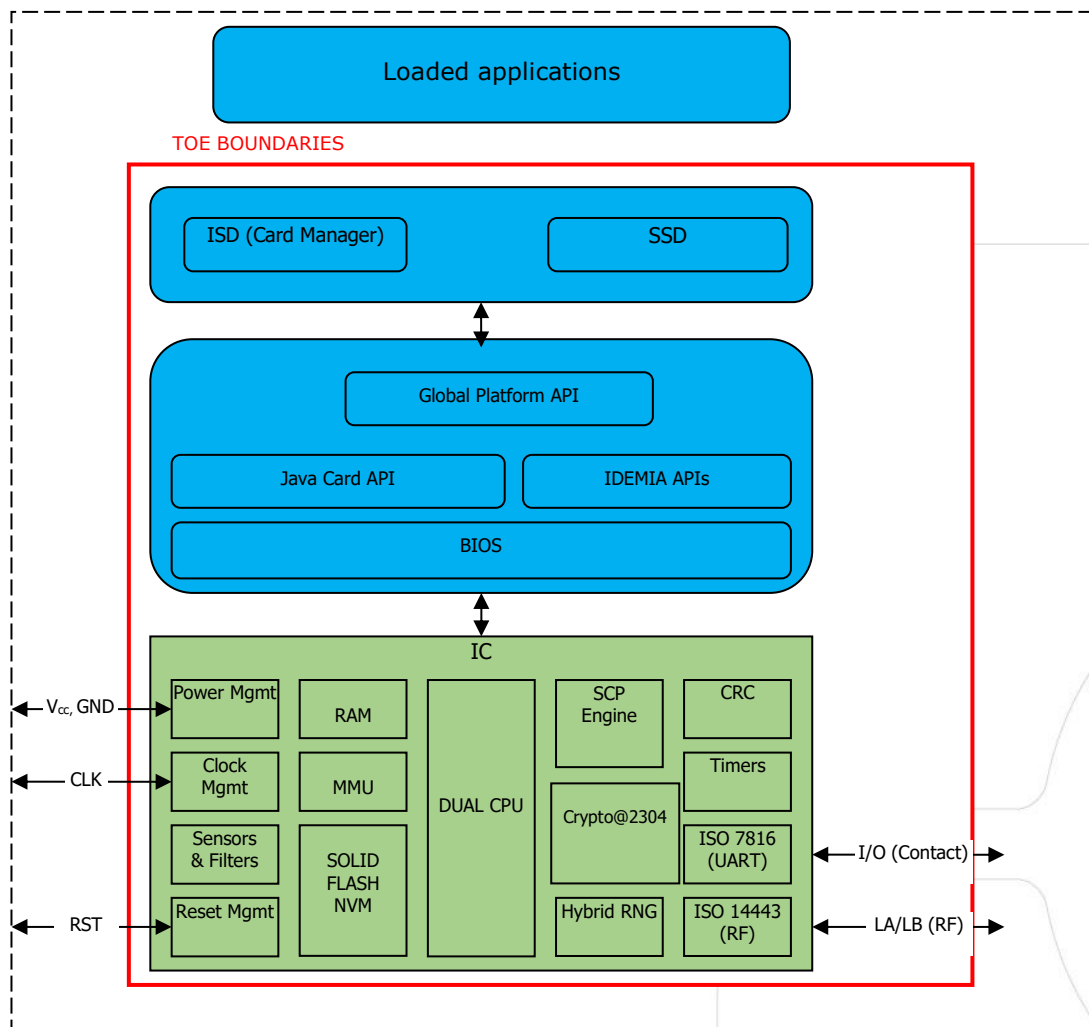 Loaded applications
TOE BOUNDARIES
ISD (Card Manager)
SSD
Global Platform API
Java Card API
IDEMIA APIs
BIOS
IC
Power Mgmt
RAM
DUAL CPU
SCP
Engine
CRC
Vcc, GND
Clock
Mgmt
MMU
Timers
CLK
Crypto@2304
Sensors
& Filters
SOLID
FLASH
NVM
ISO 7816
(UART)
I/O (Contact)
Reset Mgmt
Hybrid RNG
ISO 14443
(RF)
RST
LA/LB (RF)